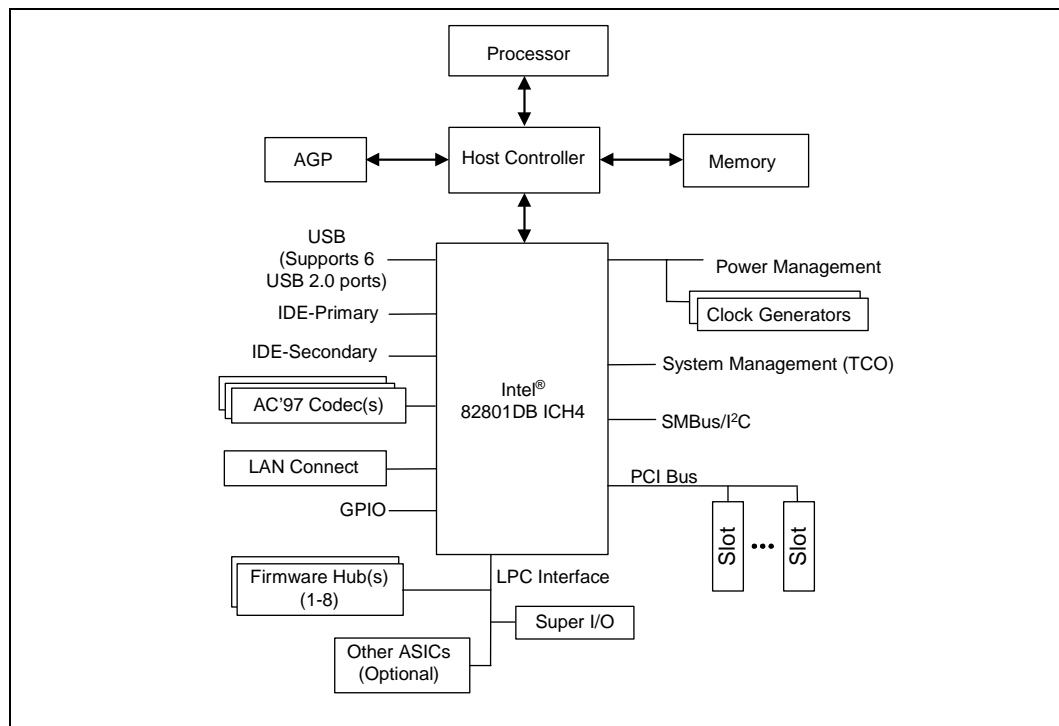 Processor
AGP
Host Controller
Memory
USB
(Supports 6
USB 2.0 ports)
IDE-Primary
IDE-Secondary
AC'97 Codec(s)
LAN Connect
GPIO
Intel®
82801DB ICH4
Power Management
Clock Generators
System Management (TCO)
SMBus/I²C
PCI Bus
Slot
•••
Slot
LPC Interface
Firmware Hub(s)
(1-8)
Super I/O
Other ASICs
(Optional)